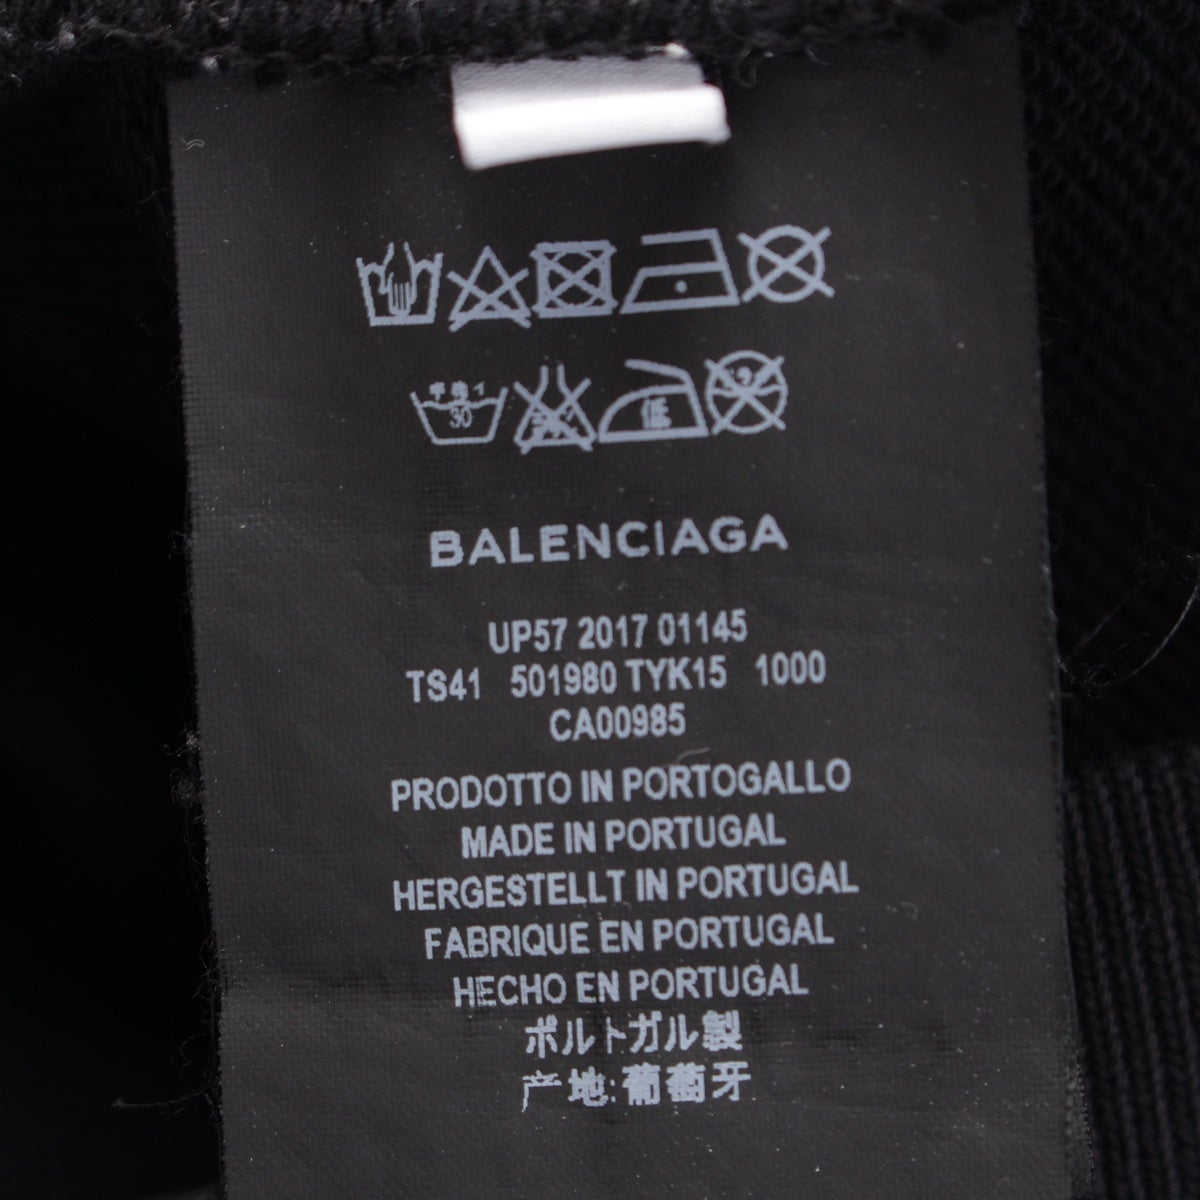 30
BALENCIAGA
UP57 2017 01145
TS41 501980 TYK15 1000
CA00985
PRODOTTO IN PORTOGALLO
MADE IN PORTUGAL
HERGESTELLT IN PORTUGAL
FABRIQUE EN PORTUGAL
HECHO EN PORTUGAL
ポルトガル製
产地:葡萄牙